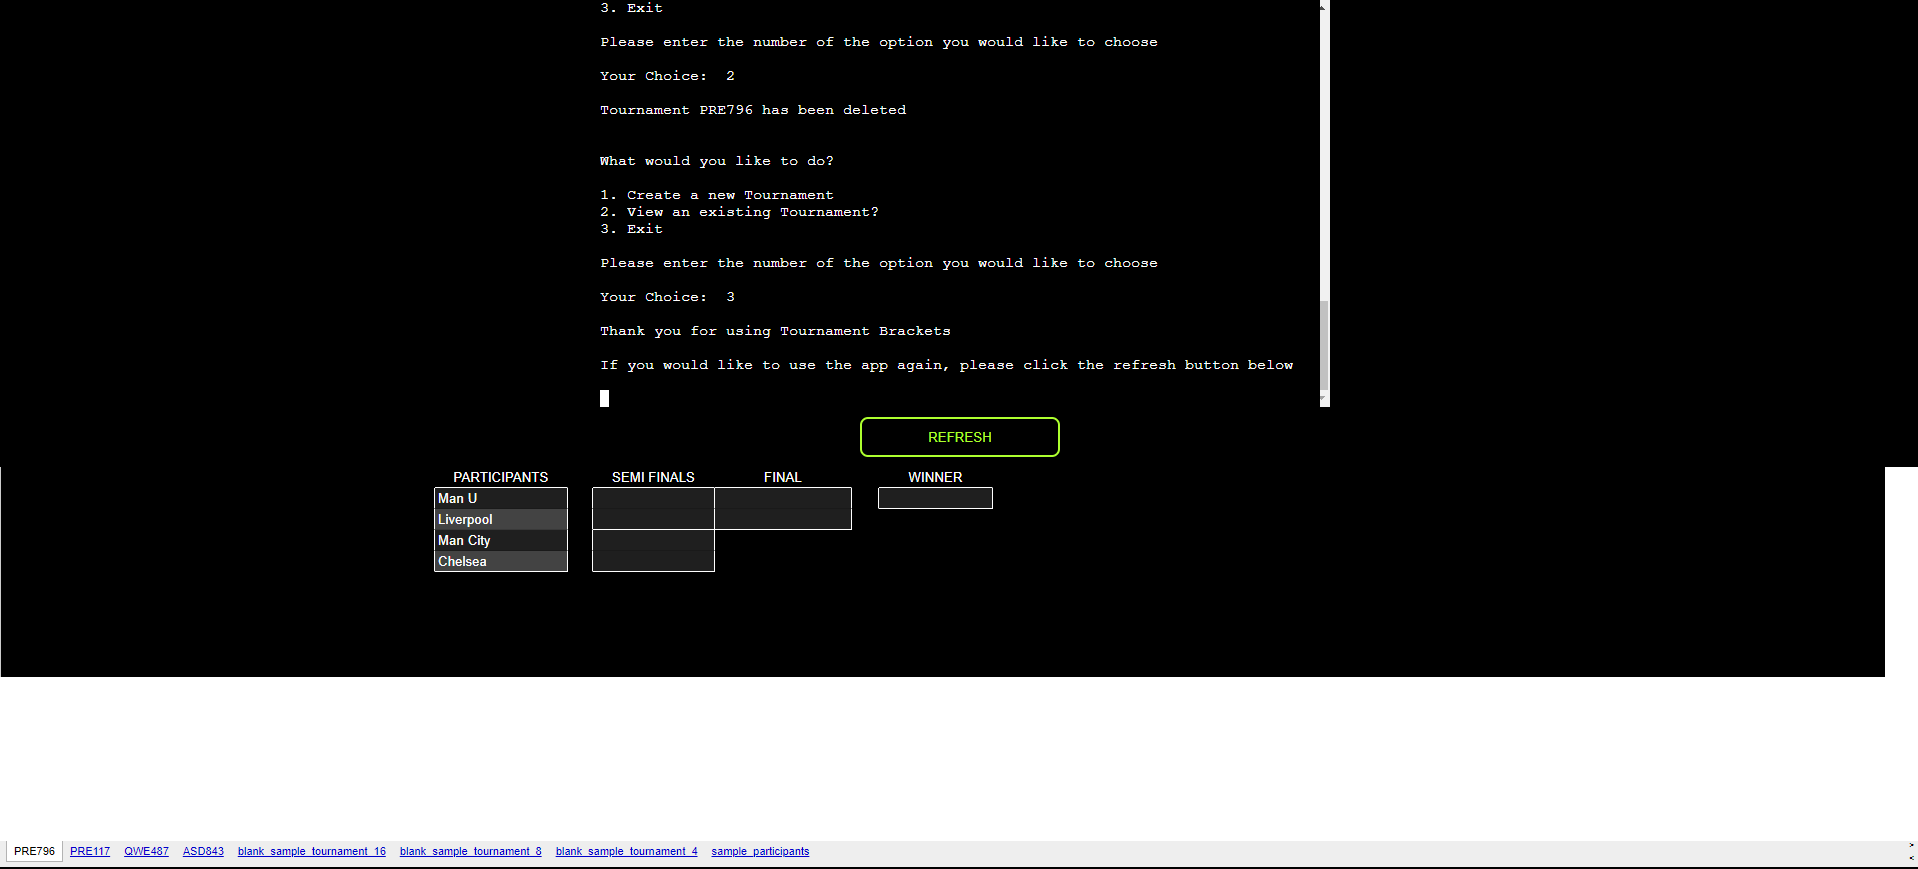 3. Exit
Please enter the number of the option you would like to choose
Your Choice:  2
Tournament PRE796 has been deleted
What would you like to do?
1. Create a new Tournament
2. View an existing Tournament?
3. Exit
Please enter the number of the option you would like to choose
Your Choice:  3
Thank you for using Tournament Brackets
If you would like to use the app again, please click the refresh button below
REFRESH
PARTICIPANTS SEMI FINALS FINAL WINNER
Man U
Liverpool
Man City
Chelsea
PRE796 PRE117 QWE487 ASD843 blank_sample_tournament_16 blank_sample_tournament_8 blank_sample_tournament_4 sample_participants